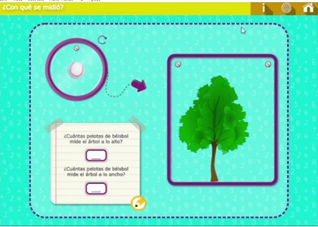 ¿Con qué se midió?
¿Cuántas pelotas de béisbol
mide el árbol a lo alto?
¿Cuántas pelotas de béisbol
mide el árbol a lo ancho?